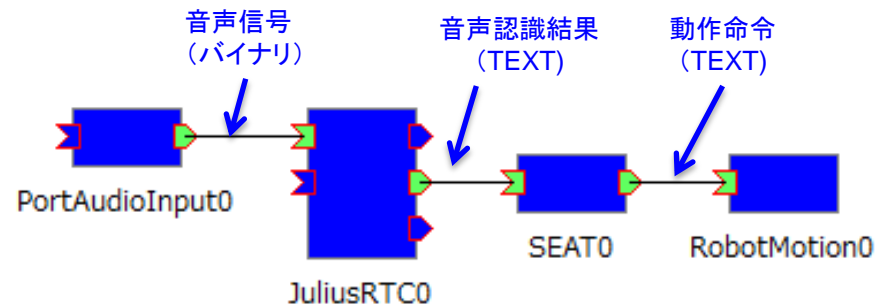 音声信号
（バイナリ）
音声認識結果
（TEXT)
動作命令
（TEXT)
PortAudioInput0
JuliusRTC0
SEAT0
RobotMotion0